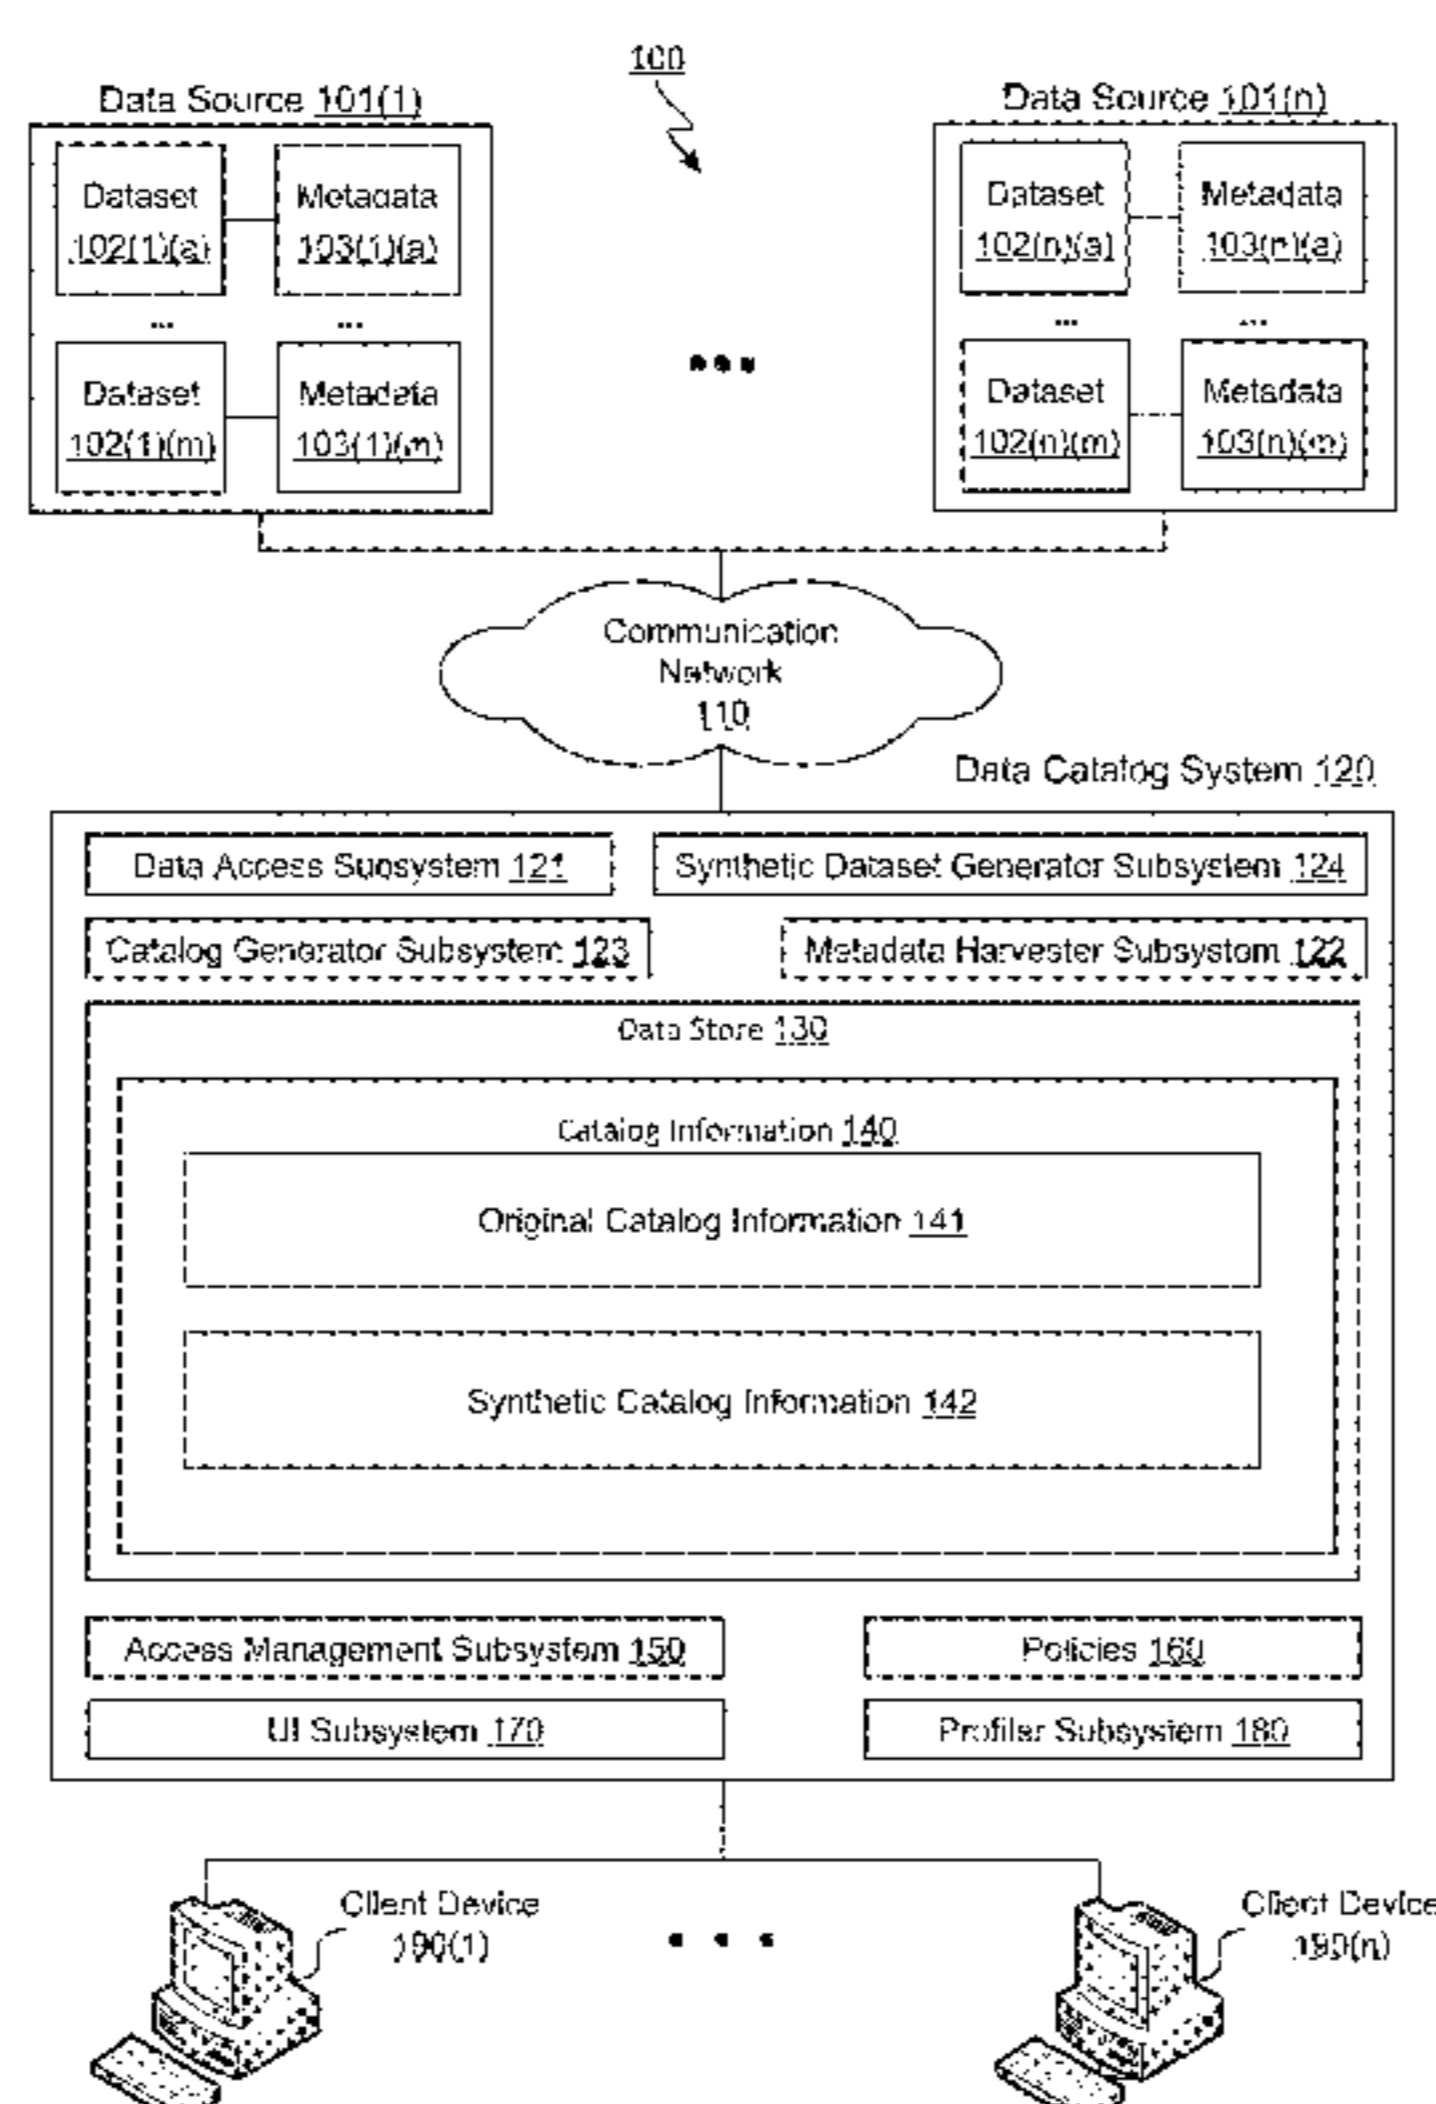 100
Data Source 101(1)
Data Source 101(n)
Dataset
102(1)(a)
Metadata
103(1)(a)
Dataset
102(n)(a)
Metadata
103(n)(a)
...
...
...
...
Dataset
102(1)(m)
Metadata
103(1)(m)
Dataset
102(n)(m)
Metadata
103(n)(m)
Communication
Network
110
Data Catalog System 120
Data Access Subsystem 121
Synthetic Dataset Generator Subsystem 124
Catalog Generator Subsystem 123
Metadata Harvester Subsystem 122
Data Store 130
Catalog Information 140
Original Catalog Information 141
Synthetic Catalog Information 142
Access Management Subsystem 150
Policies 160
UI Subsystem 170
Profiler Subsystem 180
Client Device
190(1)
Client Device
190(n)